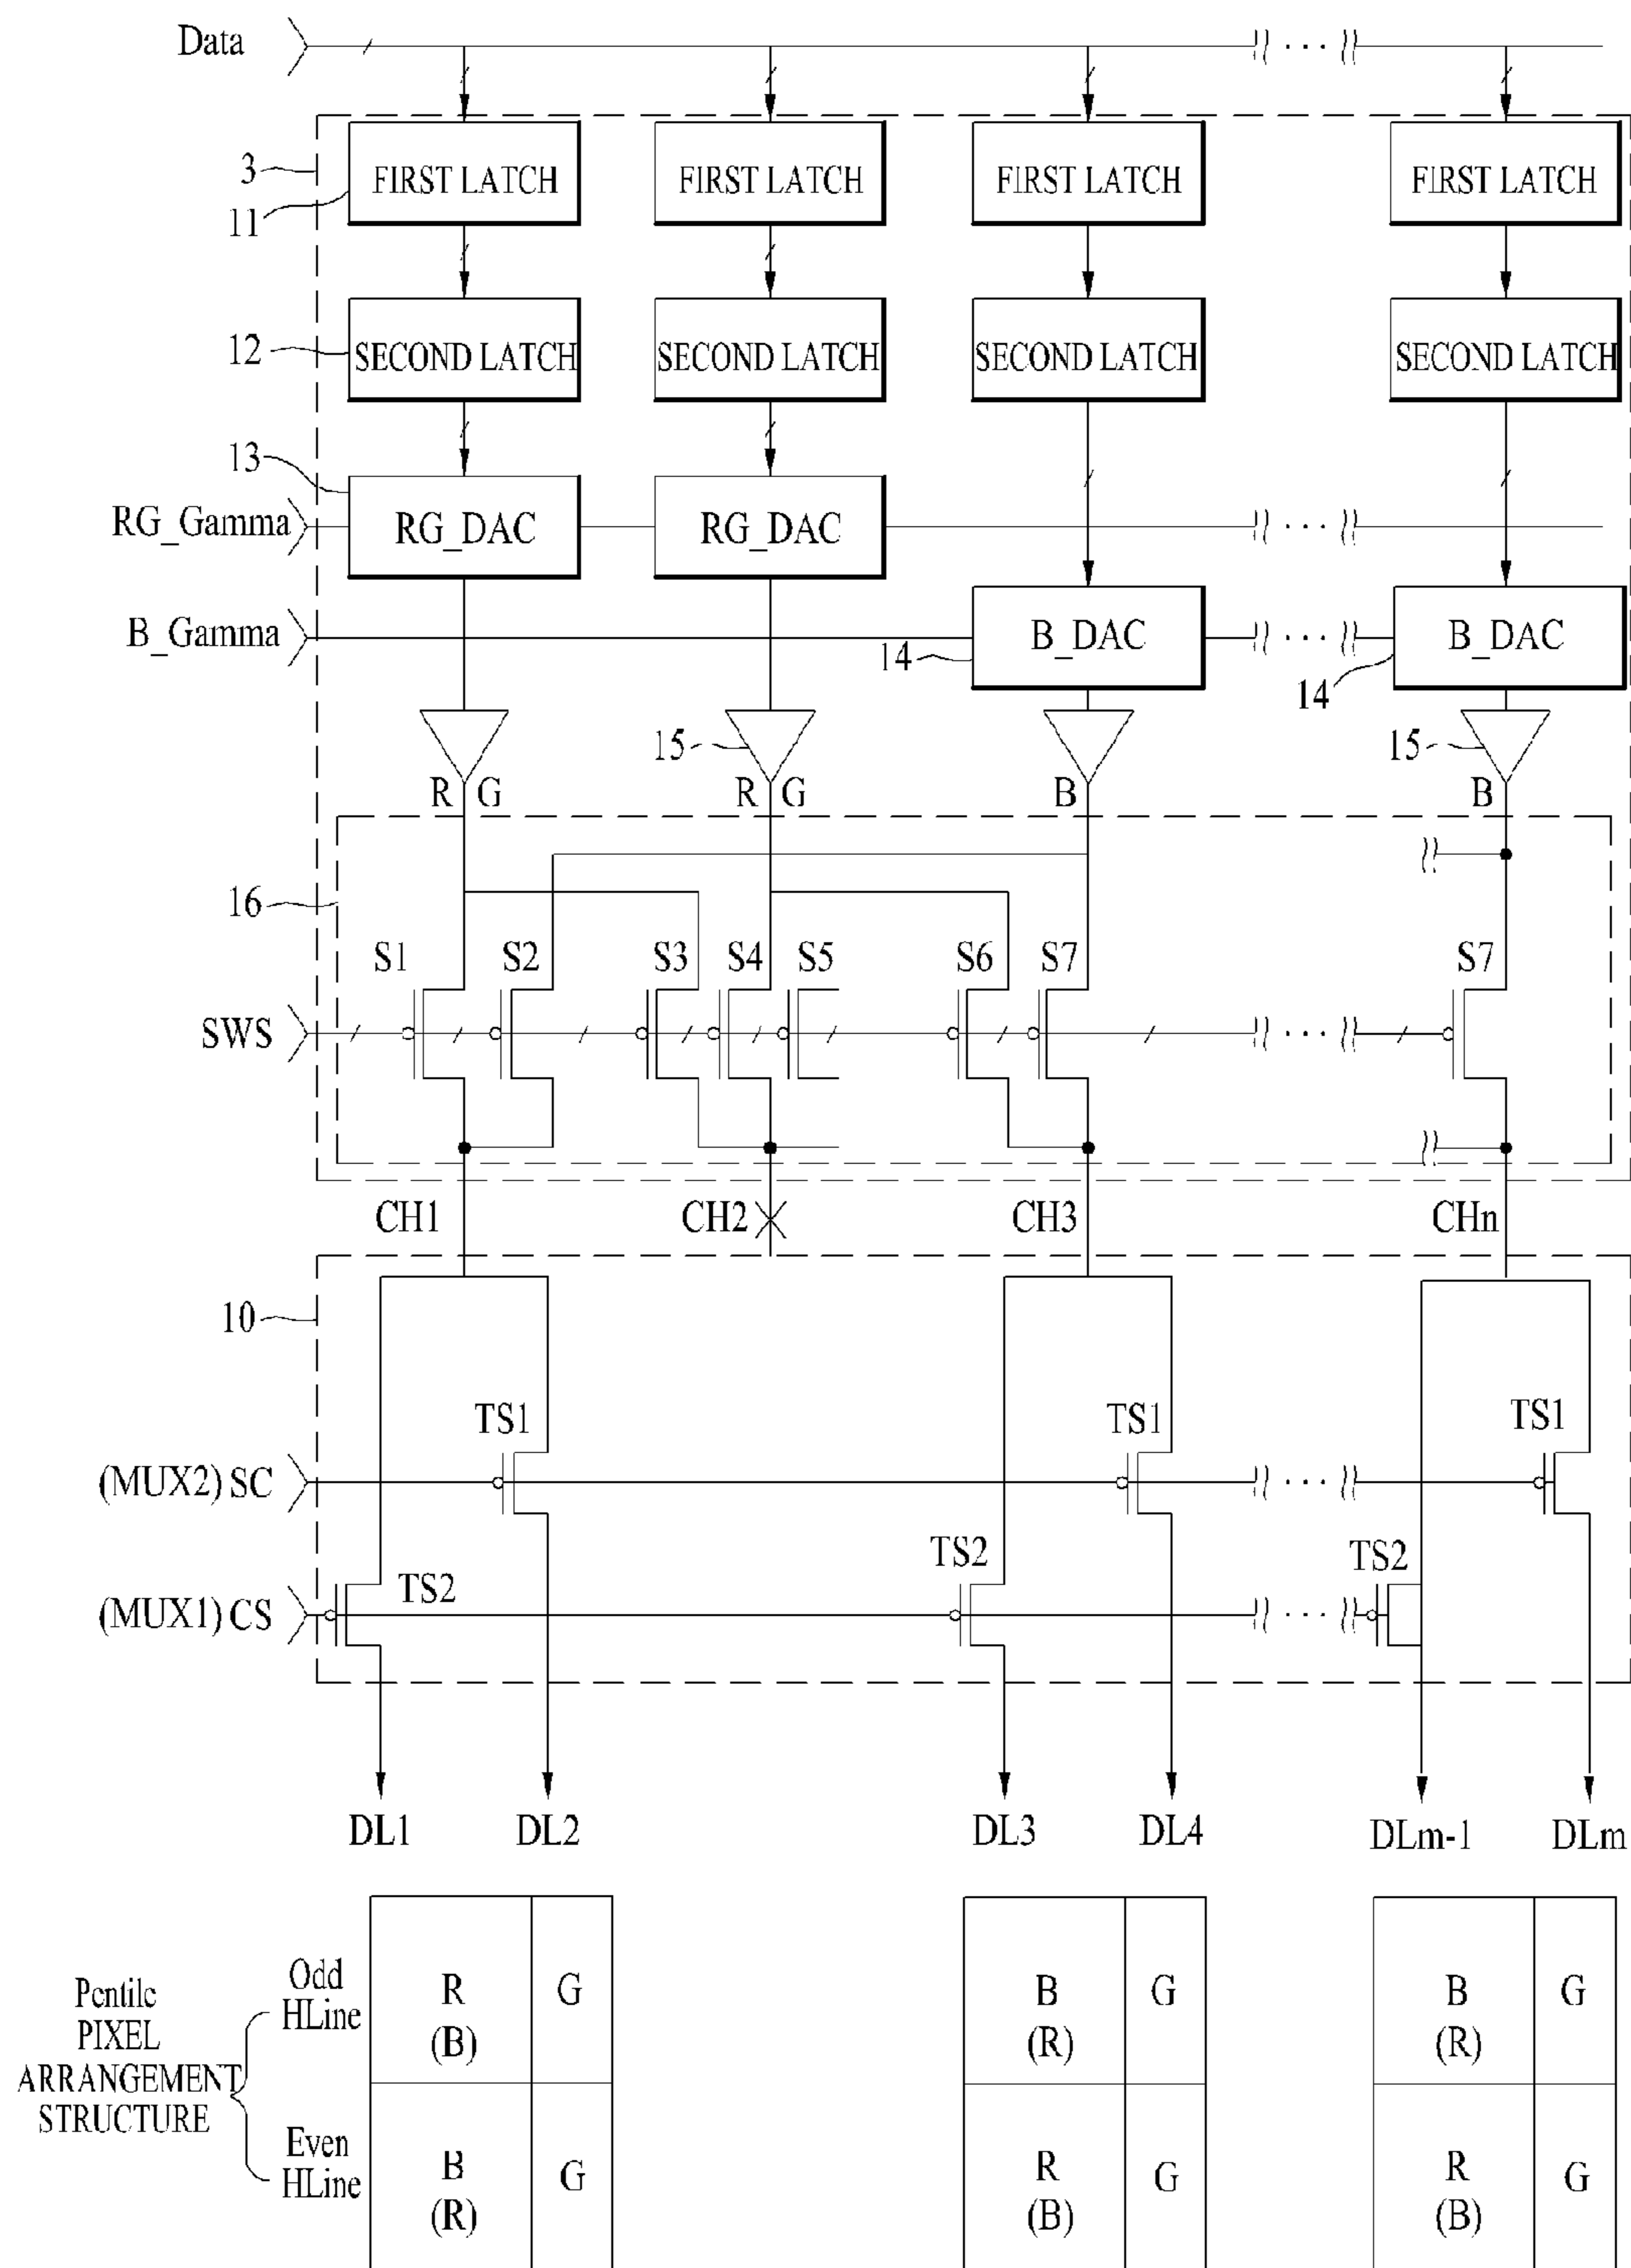 Data
3
FIRST LATCH FIRST LATCH FIRST LATCH FIRST LATCH
11
12
SECOND LATCH SECOND LATCH SECOND LATCH SECOND LATCH
13
RG_Gamma RG_DAC RG_DAC
B_Gamma B_DAC B_DAC
14 14
15 15
R G R G B B
16
S1 S2 S3 S4 S5 S6 S7 S7
SWS
CH1 CH2 CH3 CHn
10
TS1 TS1 TS1
(MUX2) SC
TS2 TS2 TS2
(MUX1) CS
DL1 DL2 DL3 DL4 DLm-1 DLm
Pentile
PIXEL
ARRANGEMENT
STRUCTURE
Odd
HLine
R G B G B G
(B) (R) (R)
Even
HLine
B G R G R G
(R) (B) (B)